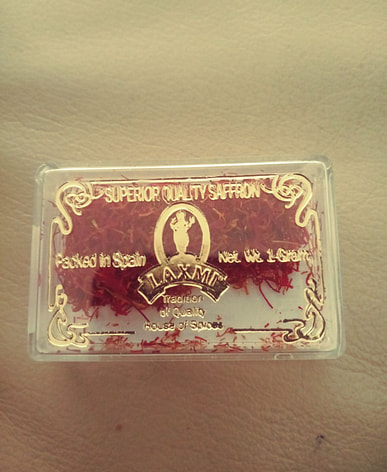 SUPERIOR QUALITY SAFFRON
Packed in Spain
Net. Wt. 1-Gram
LAXMI
Tradition
of Quality
House of Spices